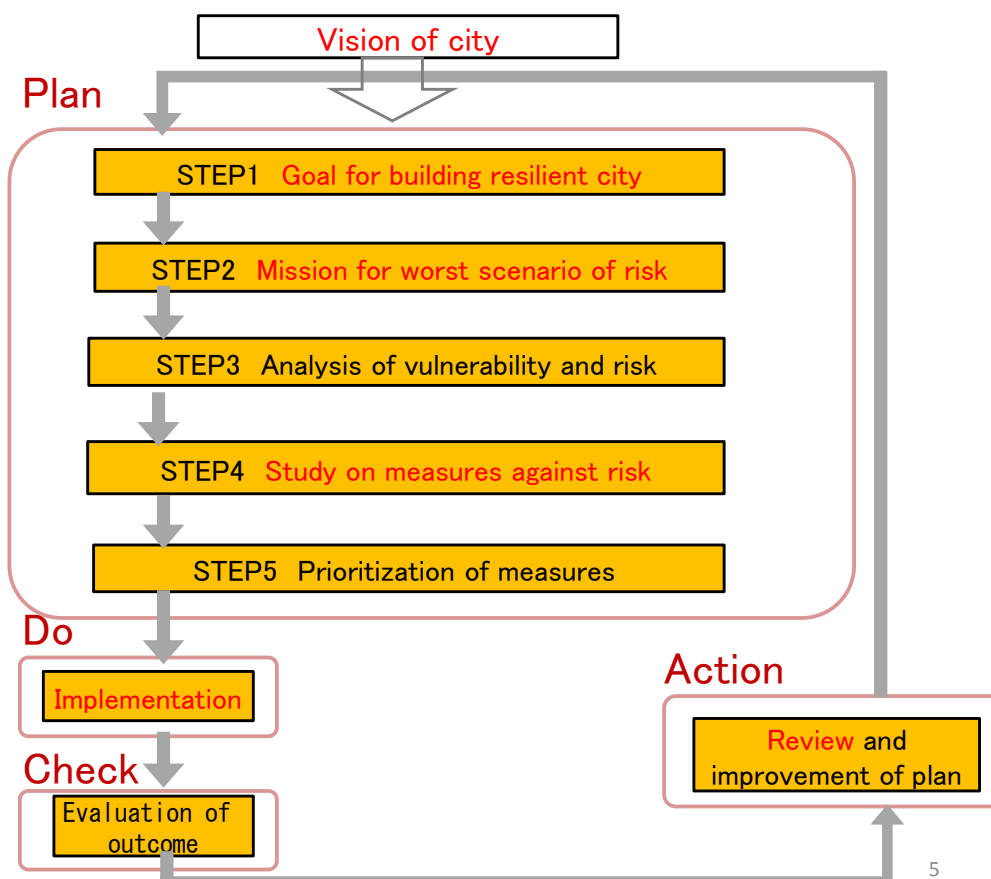 Vision of city
Plan
STEP1 Goal for building resilient city
STEP2 Mission for worst scenario of risk
STEP3 Analysis of vulnerability and risk
STEP4 Study on measures against risk
STEP5 Prioritization of measures
Do
Implementation
Check
Evaluation of
outcome
Action
Review and
improvement of plan
5